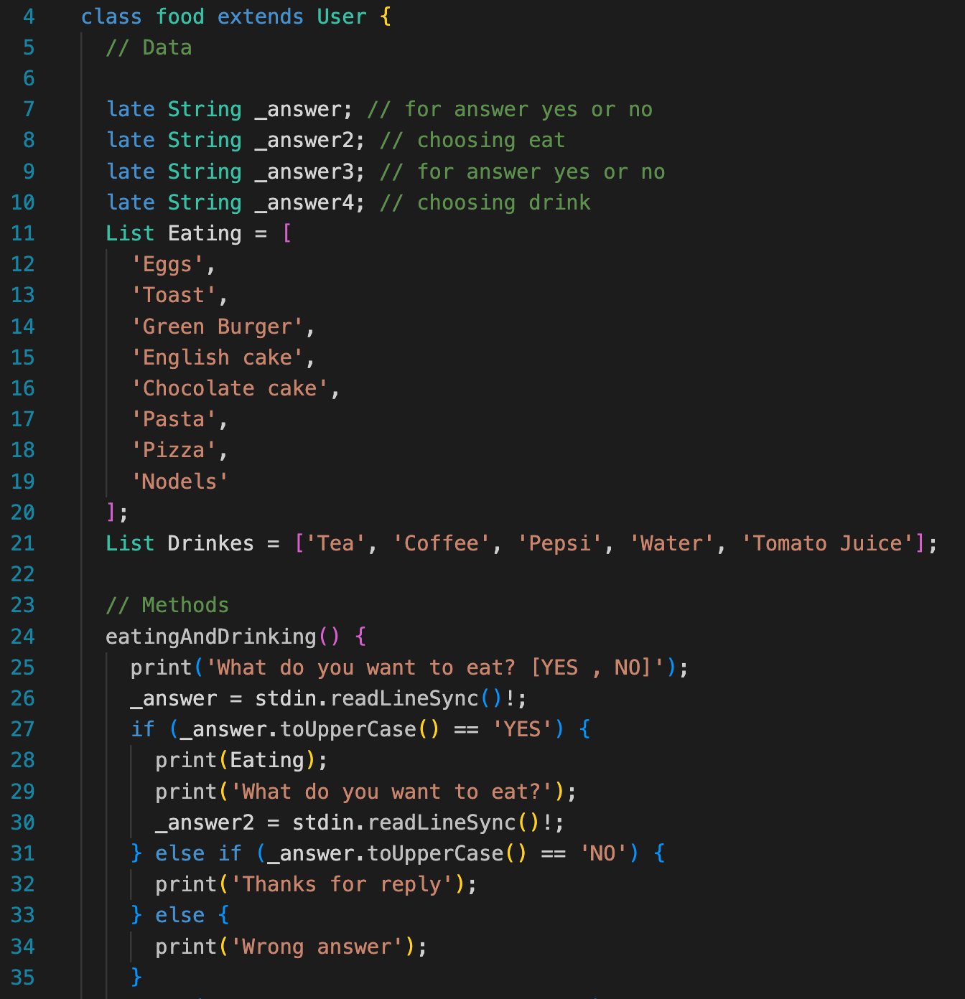 4 class food extends User {
5 // Data
6
7 late String _answer; // for answer yes or no
8 late String _answer2; // choosing eat
9 late String _answer3; // for answer yes or no
10 late String _answer4; // choosing drink
11 List Eating = [
12 'Eggs',
13 'Toast',
14 'Green Burger',
15 'English cake',
16 'Chocolate cake',
17 'Pasta',
18 'Pizza',
19 'Nodels'
20 ];
21 List Drinkes = ['Tea', 'Coffee', 'Pepsi', 'Water', 'Tomato Juice'];
22
23 // Methods
24 eatingAndDrinking() {
25 print('What do you want to eat? [YES , NO]');
26 _answer = stdin.readLineSync()!;
27 if (_answer.toUpperCase() == 'YES') {
28 print(Eating);
29 print('What do you want to eat?');
30 _answer2 = stdin.readLineSync()!;
31 } else if (_answer.toUpperCase() == 'NO') {
32 print('Thanks for reply');
33 } else {
34 print('Wrong answer');
35 }